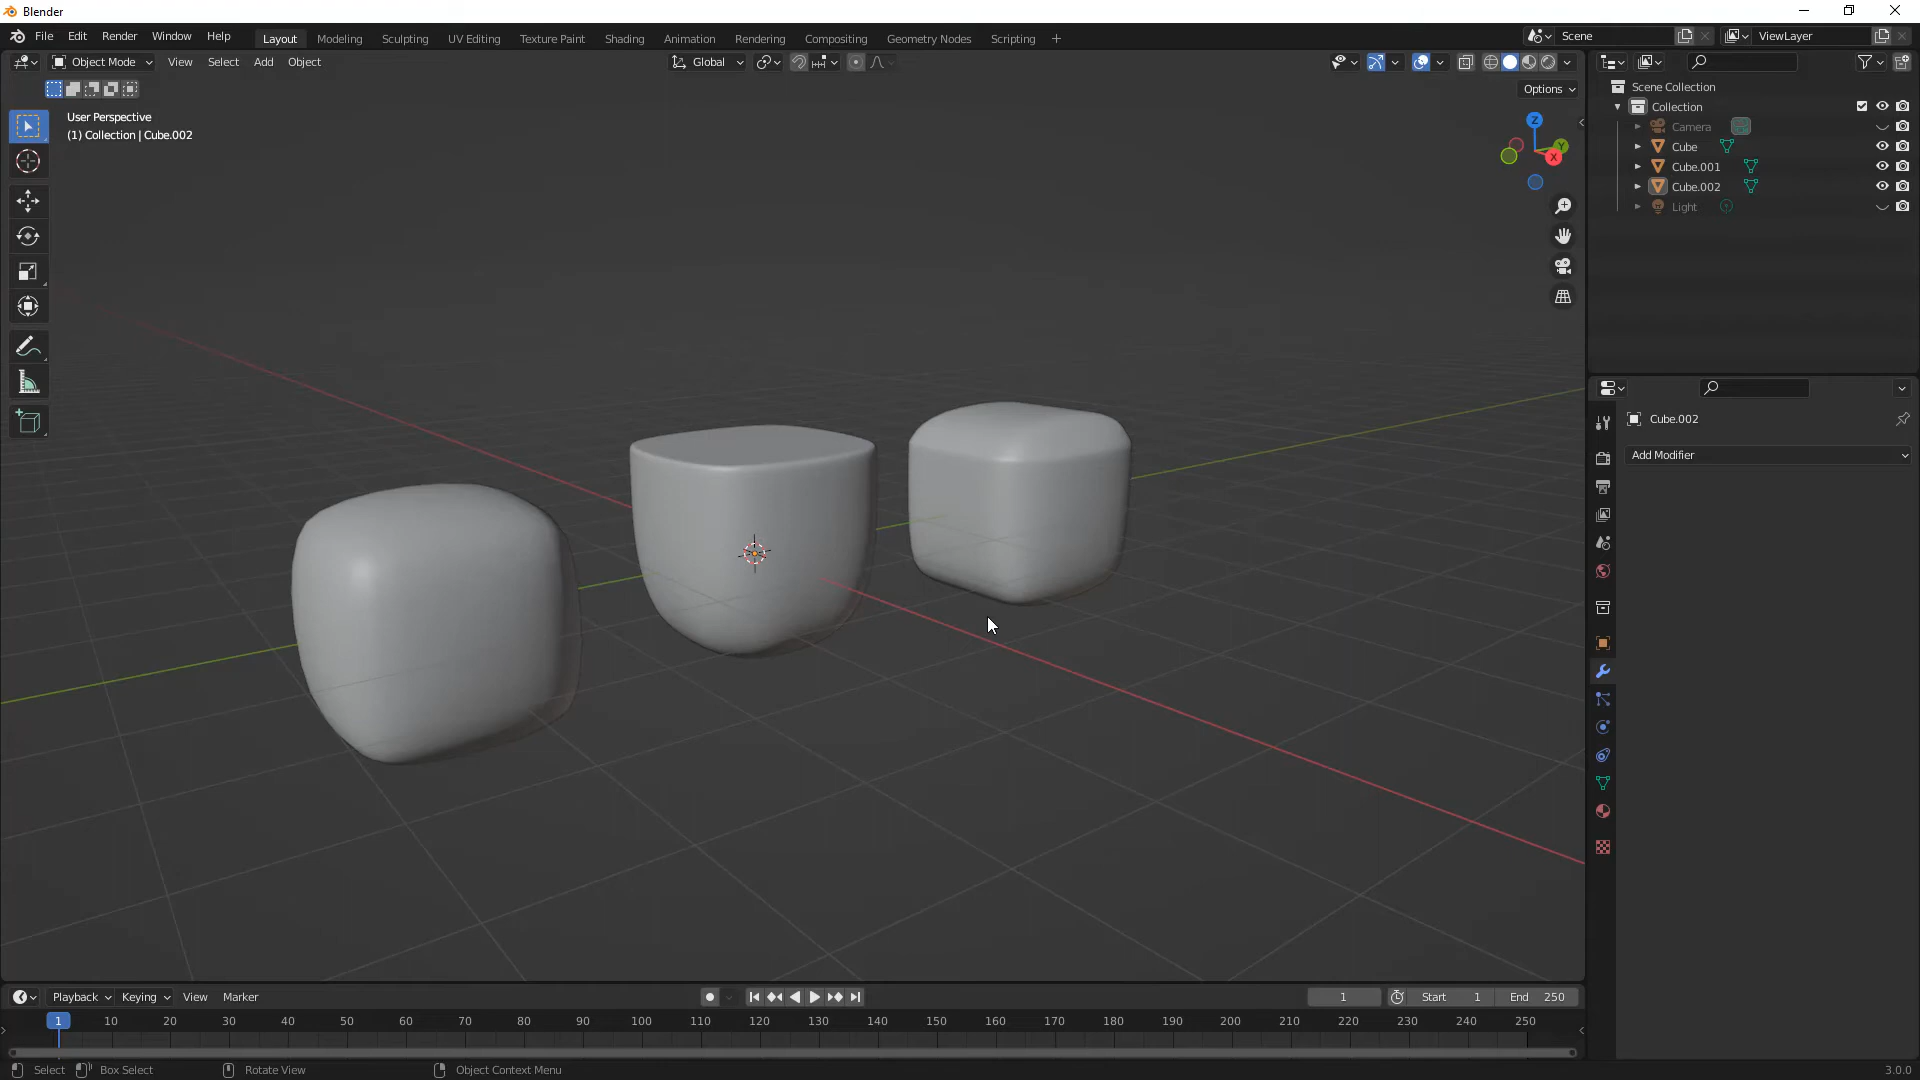 Blender
File Edit Render Window Help Layout Modeling Sculpting UV Editing Texture Paint Shading Animation Rendering Compositing Geometry Nodes Scripting + Scene ViewLayer
Object Mode View Select Add Object Global
Options
User Perspective
(1) Collection | Cube.002
Z
Y
X
Scene Collection
Collection
Camera
Cube
Cube.001
Cube.002
Light
Cube.002
Add Modifier
Playback Keying View Marker 1 Start 1 End 250
1 10 20 30 40 50 60 70 80 90 100 110 120 130 140 150 160 170 180 190 200 210 220 230 240 250
Select Box Select Rotate View Object Context Menu 3.0.0